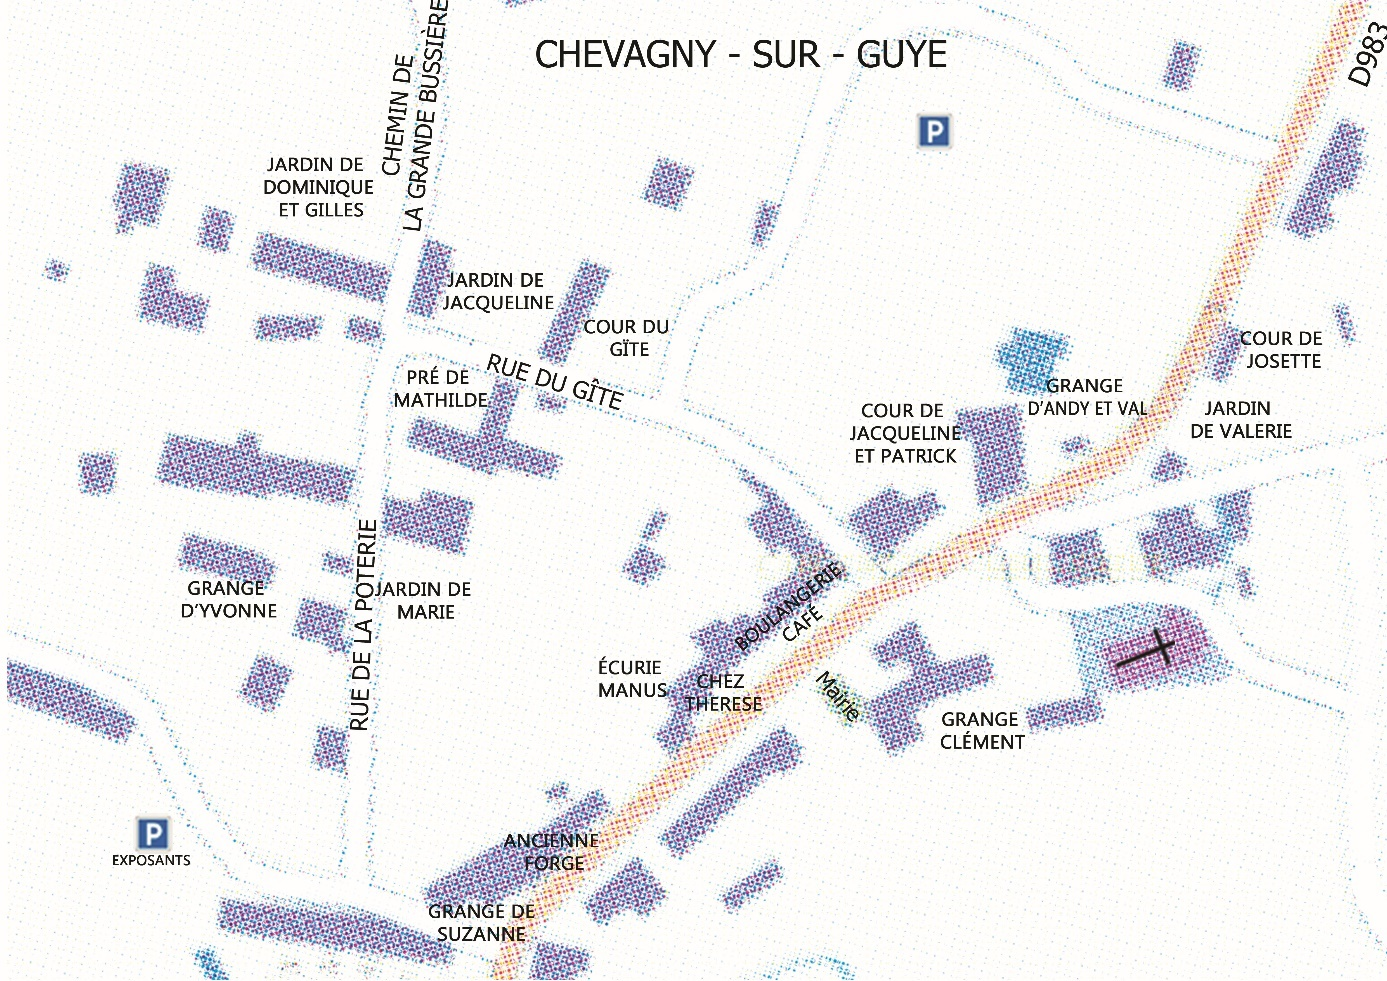 CHEVAGNY - SUR - GUYE
D983
CHEMIN DE
LA GRANDE BUSSIÈRE
P
JARDIN DE
DOMINIQUE
ET GILLES
JARDIN DE
JACQUELINE
COUR DU
GÏTE
RUE DU GÎTE
PRÉ DE
MATHILDE
COUR DE
JOSETTE
GRANGE
D'ANDY ET VAL
JARDIN
DE VALERIE
COUR DE
JACQUELINE
ET PATRICK
RUE DE LA POTERIE
GRANGE
D'YVONNE
JARDIN DE
MARIE
BOULANGERIE
CAFÉ
ÉCURIE
MANUS
CHEZ
THERESE
Mairie
GRANGE
CLÉMENT
P
EXPOSANTS
ANCIENNE
FORGE
GRANGE DE
SUZANNE